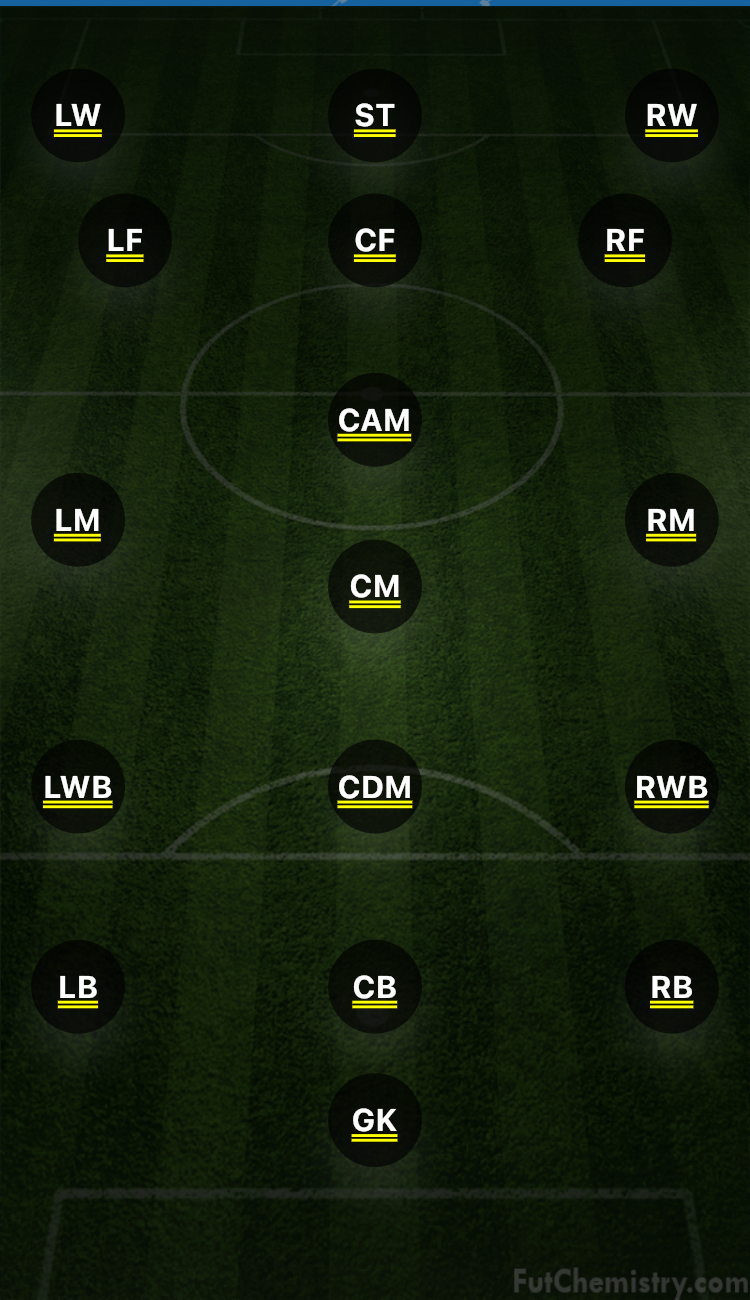 LW ST RW
LF CF RF
CAM
LM RM
CM
LWB CDM RWB
LB CB RB
GK
FutChemistry.com